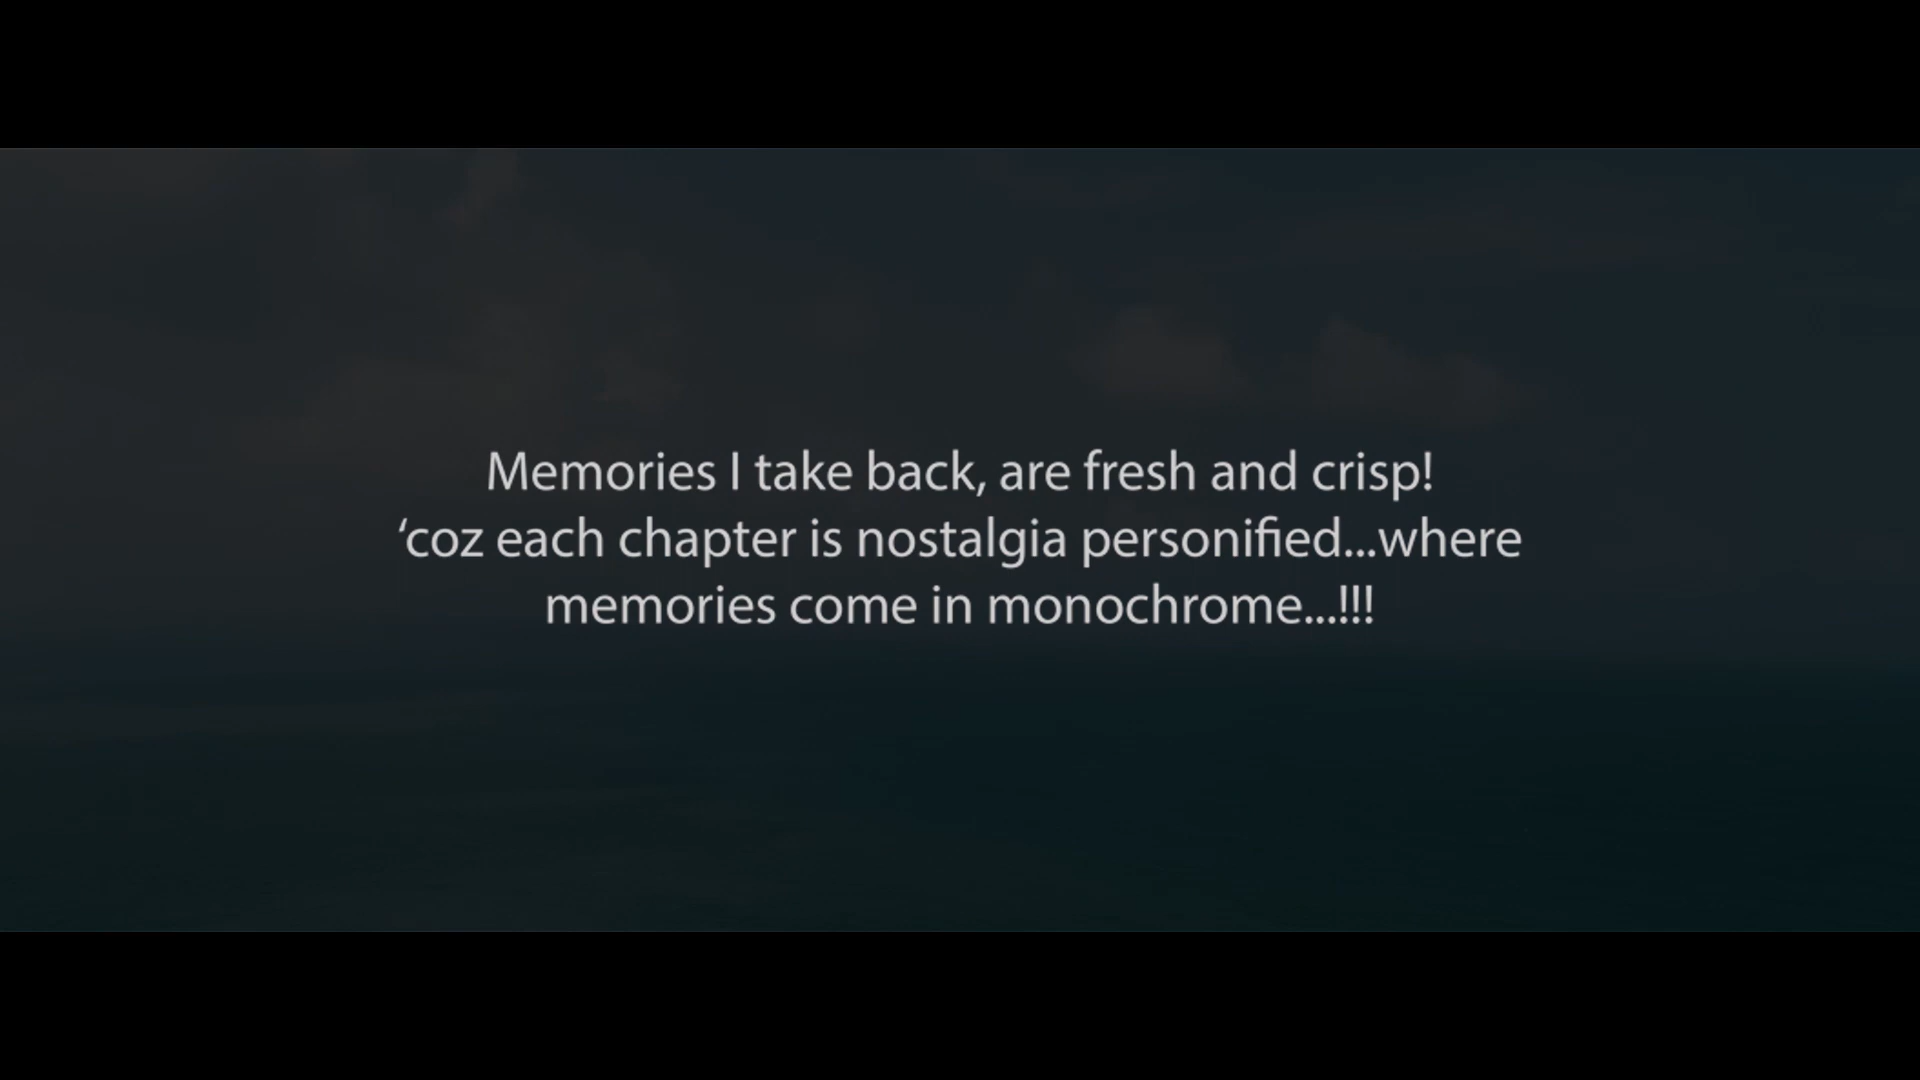 Memories I take back, are fresh and crisp!
‘coz each chapter is nostalgia personified...where
memories come in monochrome...!!!